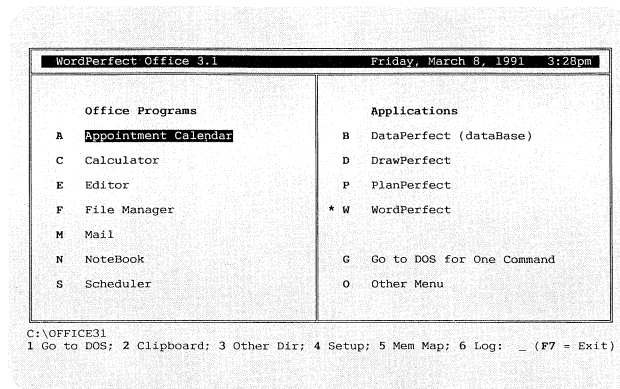 WordPerfect Office 3.1 Friday, March 8, 1991 3:28pm
Office Programs Applications
A Appointment Calendar B DataPerfect (dataBase)
C Calculator D DrawPerfect
E Editor P PlanPerfect
F File Manager * W WordPerfect
M Mail
N NoteBook G Go to DOS for One Command
S Scheduler O Other Menu
C:\OFFICE31
1 Go to DOS; 2 Clipboard; 3 Other Dir; 4 Setup; 5 Mem Map; 6 Log: _ (F7 = Exit)